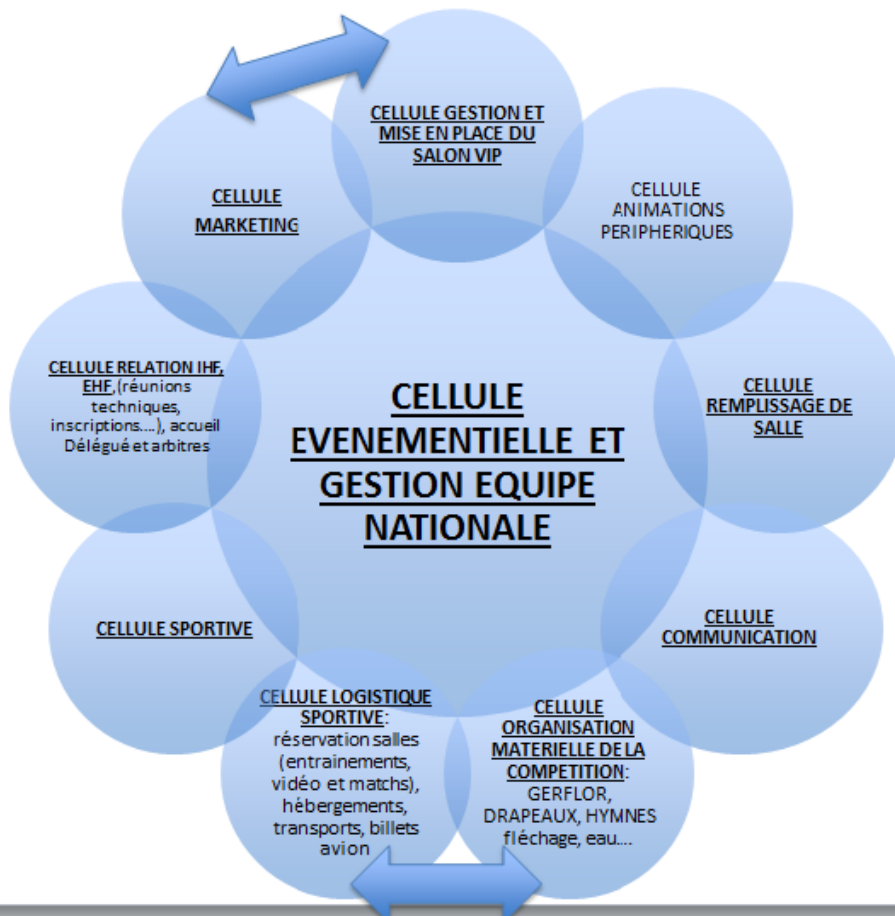 CELLULE GESTION ET
MISE EN PLACE DU
SALON VIP
CELLULE
ANIMATIONS
PERIPHERIQUES
CELLULE
REMPLISSAGE DE
SALLE
CELLULE
COMMUNICATION
CELLULE
ORGANISATION
MATERIELLE DE LA
COMPETITION:
GERFLOR,
DRAPEAUX, HYMNES
fléchage, eau....
CELLULE LOGISTIQUE
SPORTIVE:
réservation salles
(entrainements,
vidéo et matchs),
hébergements,
transports, billets
avion
CELLULE SPORTIVE
CELLULE RELATION IHF,
EHF,(réunions
techniques,
inscriptions....), accueil
Délégué et arbitres
CELLULE
MARKETING
CELLULE
EVENEMENTIELLE ET
GESTION EQUIPE
NATIONALE